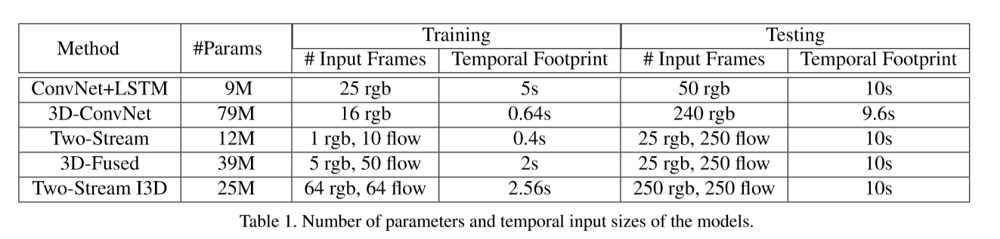 Method #Params Training Testing
# Input Frames Temporal Footprint # Input Frames Temporal Footprint
ConvNet+LSTM 9M 25 rgb 5s 50 rgb 10s
3D-ConvNet 79M 16 rgb 0.64s 240 rgb 9.6s
Two-Stream 12M 1 rgb, 10 flow 0.4s 25 rgb, 250 flow 10s
3D-Fused 39M 5 rgb, 50 flow 2s 25 rgb, 250 flow 10s
Two-Stream I3D 25M 64 rgb, 64 flow 2.56s 250 rgb, 250 flow 10s
Table 1. Number of parameters and temporal input sizes of the models.